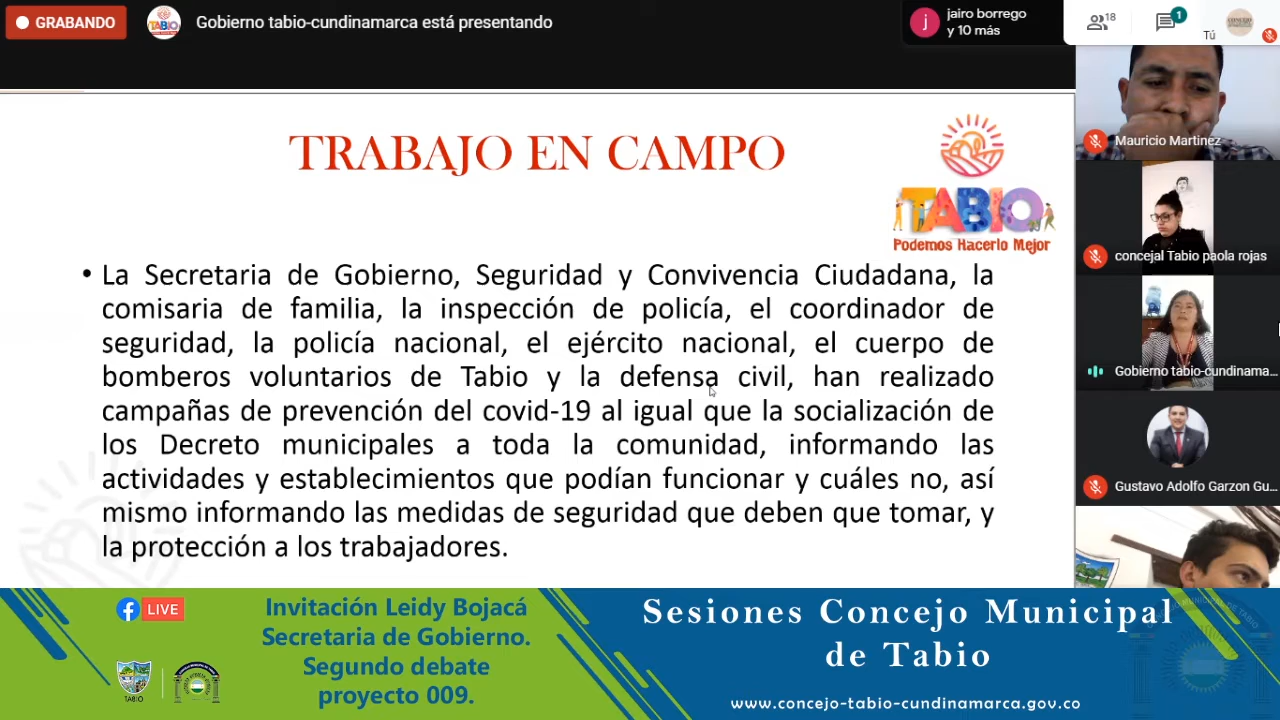 GRABANDO
Gobierno tabio-cundinamarca está presentando
j
jairo borrego
y 10 más
18
1
Tú
TRABAJO EN CAMPO
TABIO
Podemos Hacerlo Mejor
• La Secretaria de Gobierno, Seguridad y Convivencia Ciudadana, la
comisaria de familia, la inspección de policía, el coordinador de
seguridad, la policía nacional, el ejército nacional, el cuerpo de
bomberos voluntarios de Tabio y la defensa civil, han realizado
campañas de prevención del covid-19 al igual que la socialización de
los Decreto municipales a toda la comunidad, informando las
actividades y establecimientos que podían funcionar y cuáles no, así
mismo informando las medidas de seguridad que deben que tomar, y
la protección a los trabajadores.
Mauricio Martinez
concejal Tabio paola rojas
Gobierno tabio-cundinama...
Gustavo Adolfo Garzon Gu...
LIVE
TABIO
Invitación Leidy Bojacá
Secretaria de Gobierno.
Segundo debate
proyecto 009.
Sesiones Concejo Municipal
de Tabio
www.concejo-tabio-cundinamarca.gov.co